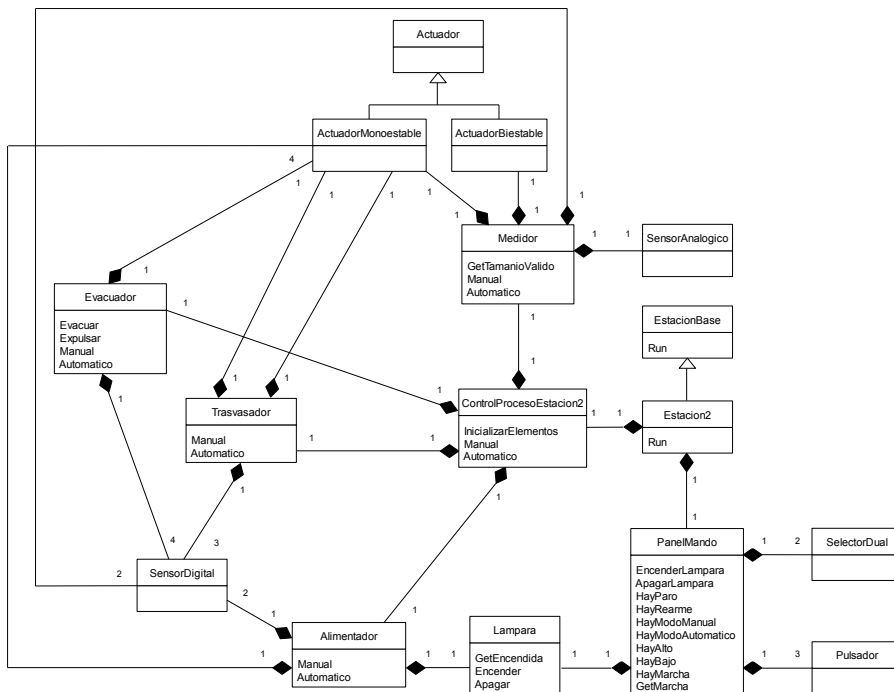 Actuador
ActuadorMonoestable
ActuadorBiestable
4
1
1
1
1
1
1
1
1
Medidor
GetTamanioValido
Manual
Automatico
1
1
SensorAnalogico
1
1
Evacuador
Evacuar
Expulsar
Manual
Automatico
1
1
1
1
EstacionBase
Run
1
1
Trasvasador
Manual
Automatico
1
1
ControlProcesoEstacion2
InicializarElementos
Manual
Automatico
1
1
Estacion2
Run
1
1
1
1
4
3
2
SensorDigital
2
1
1
PanelMando
EncenderLampara
ApagarLampara
HayParo
HayRearme
HayModoManual
HayModoAutomatico
HayAlto
HayBajo
HayMarcha
GetMarcha
1
2
SelectorDual
1
Alimentador
Manual
Automatico
1
1
Lampara
GetEncendida
Encender
Apagar
1
1
1
3
Pulsador